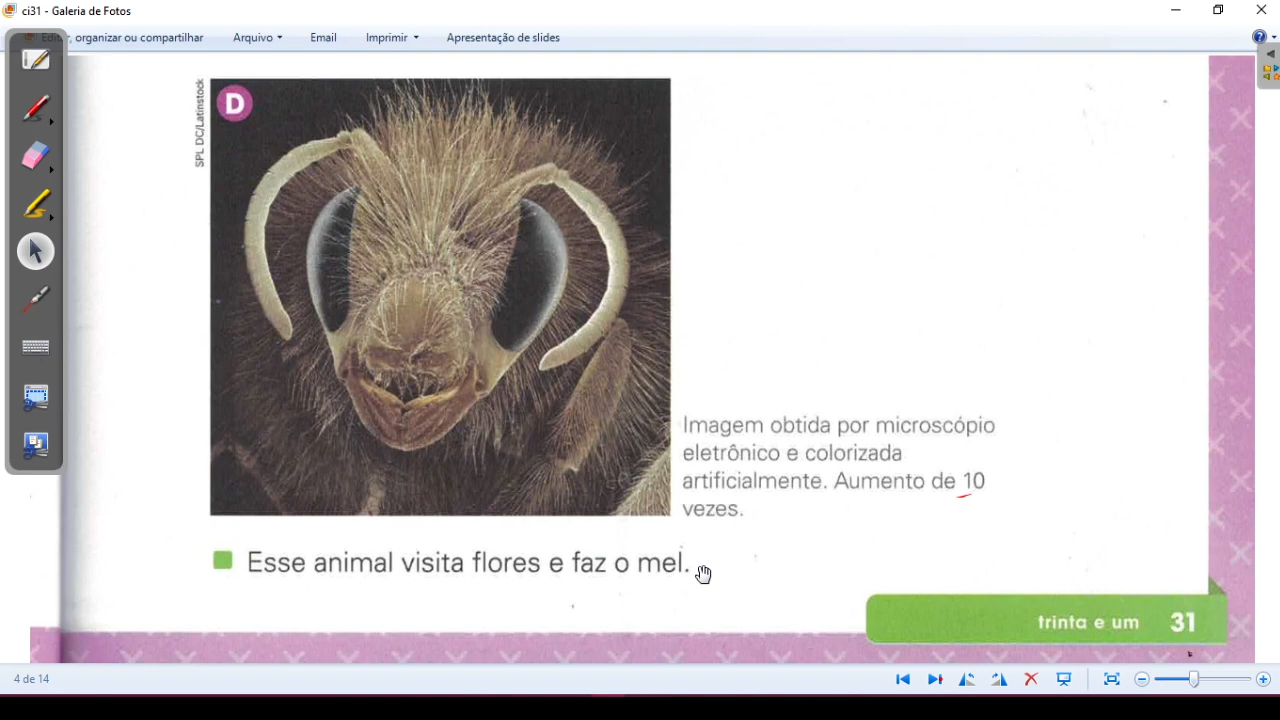 ci31 - Galeria de Fotos
organizar ou compartilhar Arquivo Email Imprimir Apresentação de slides
D
SPL DC/Latinstock
Imagem obtida por microscópio
eletrônico e colorizada
artificialmente. Aumento de 10
vezes.
Esse animal visita flores e faz o mel.
trinta e um 31
4 de 14